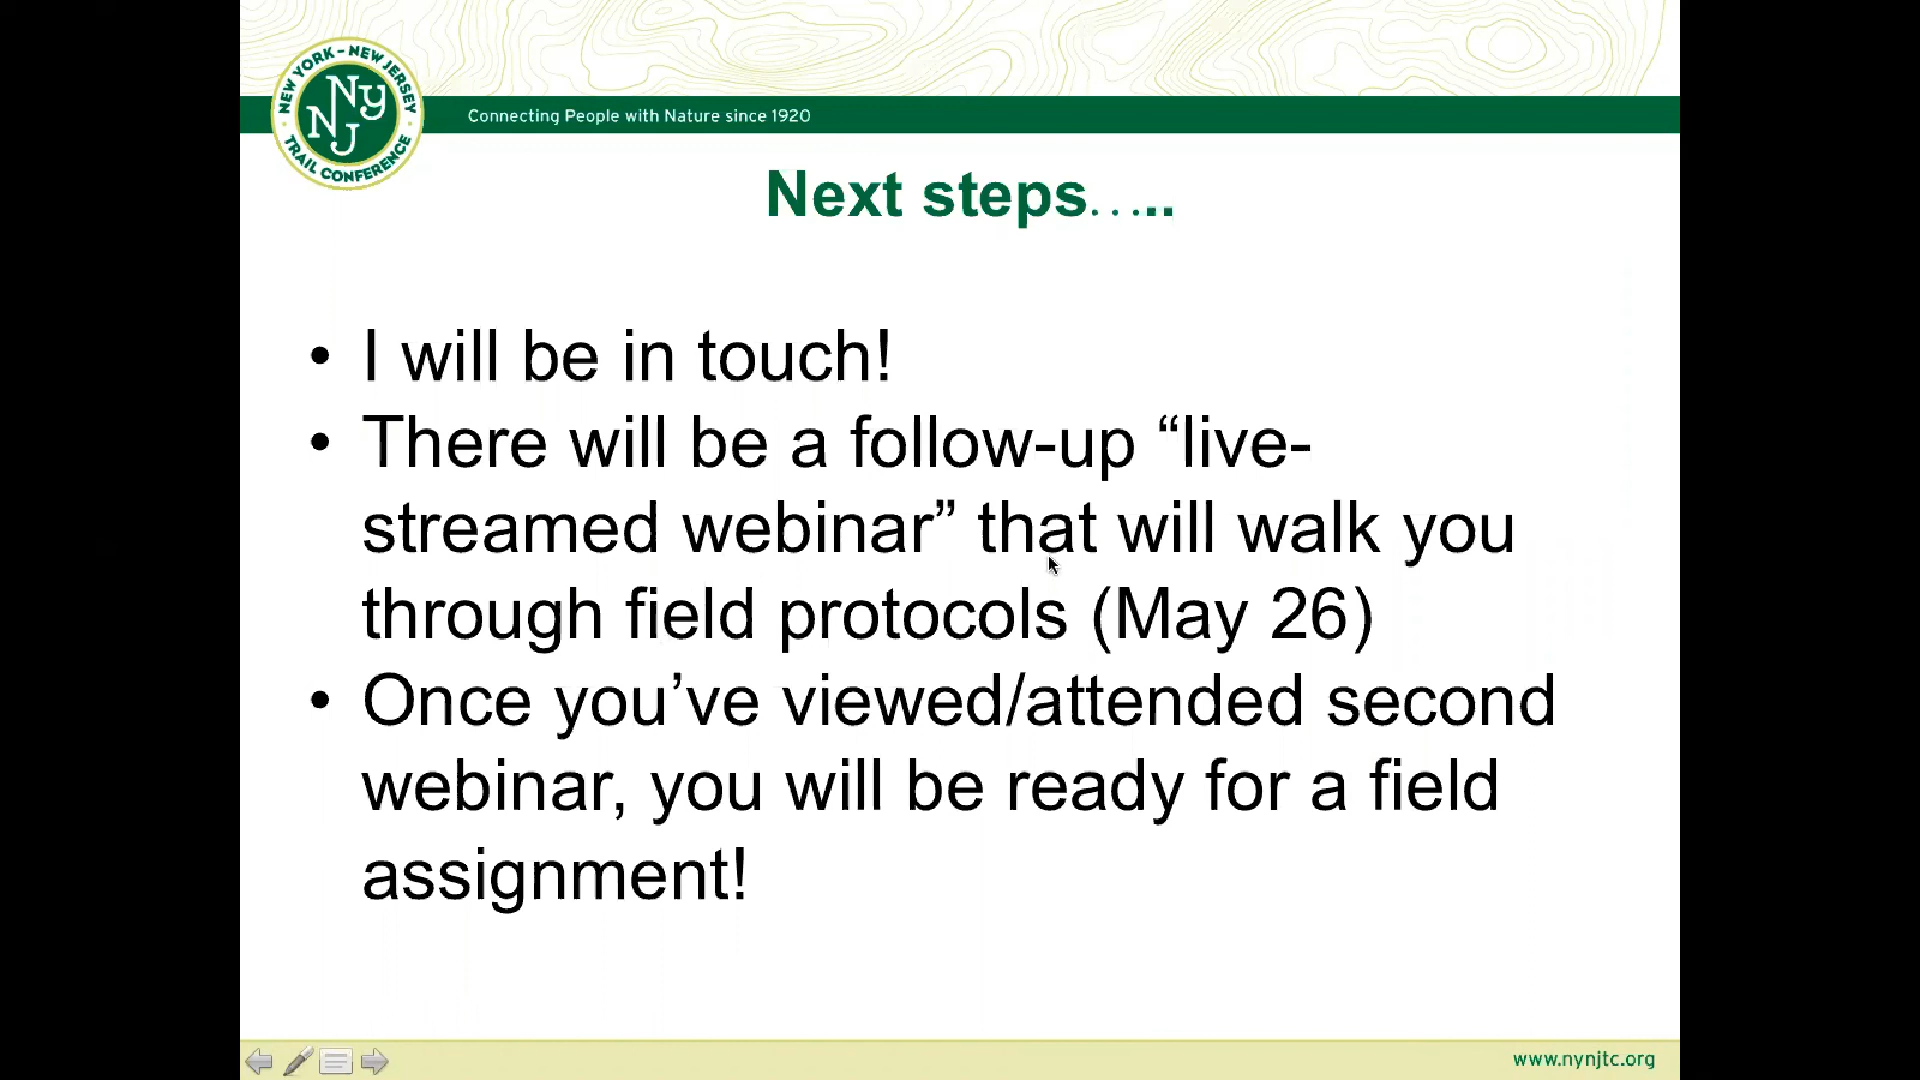 NEW YORK - NEW JERSEY
NY
NJ
TRAIL CONFERENCE
Connecting People with Nature since 1920
Next steps…..
• I will be in touch!
• There will be a follow-up “live-
streamed webinar” that will walk you
through field protocols (May 26)
• Once you’ve viewed/attended second
webinar, you will be ready for a field
assignment!
www.nynjtc.org